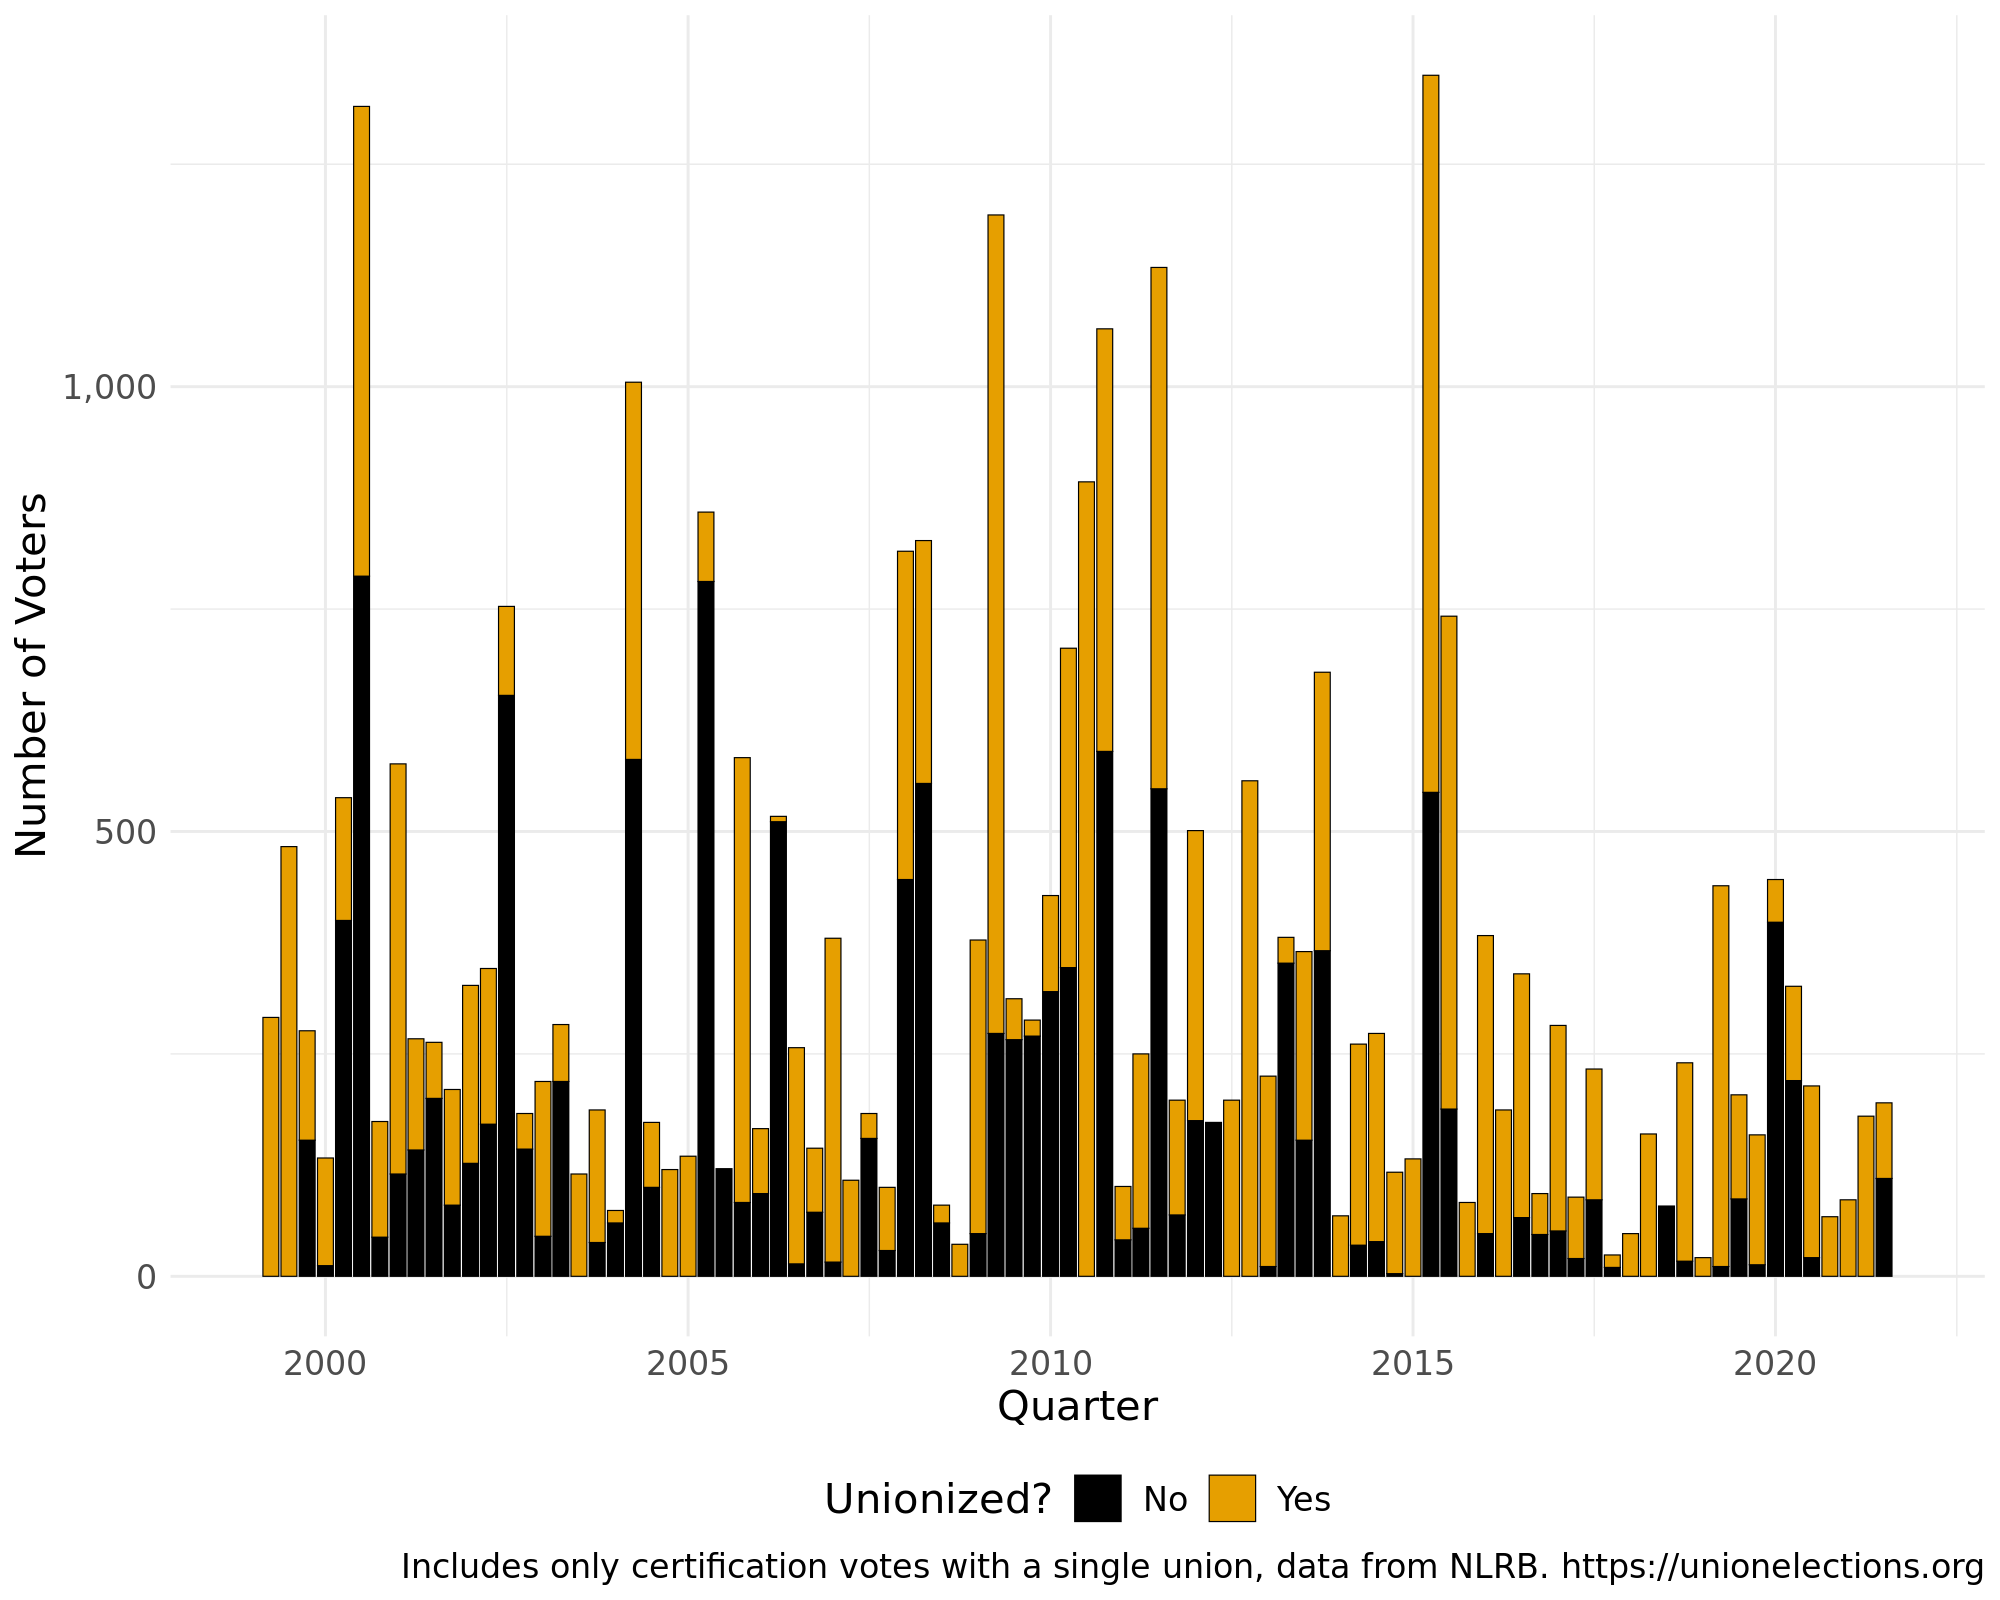 Number of Voters
1,000
500
0
2000 2005 2010 2015 2020
Quarter
Unionized? No Yes
Includes only certification votes with a single union, data from NLRB. https://unionelections.org